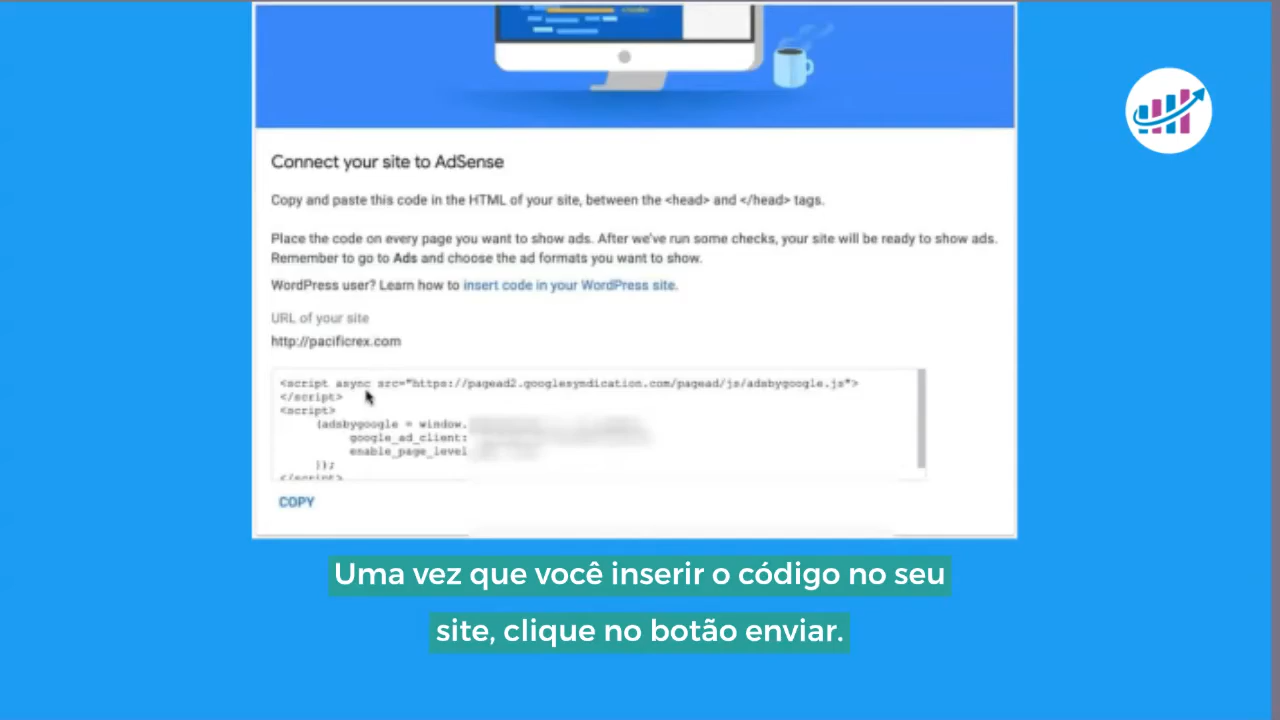 Connect your site to AdSense
Copy and paste this code in the HTML of your site, between the <head> and </head> tags.
Place the code on every page you want to show ads. After we've run some checks, your site will be ready to show ads.
Remember to go to Ads and choose the ad formats you want to show.
WordPress user? Learn how to insert code in your WordPress site.
URL of your site
http://pacificrex.com
<script async src="https://pagead2.googlesyndication.com/pagead/js/adsbygoogle.js">
</script>
<script>
(adsbygoogle = window.
google_ad_client:
enable_page_level
});
</script>
COPY
Uma vez que você inserir o código no seu
site, clique no botão enviar.